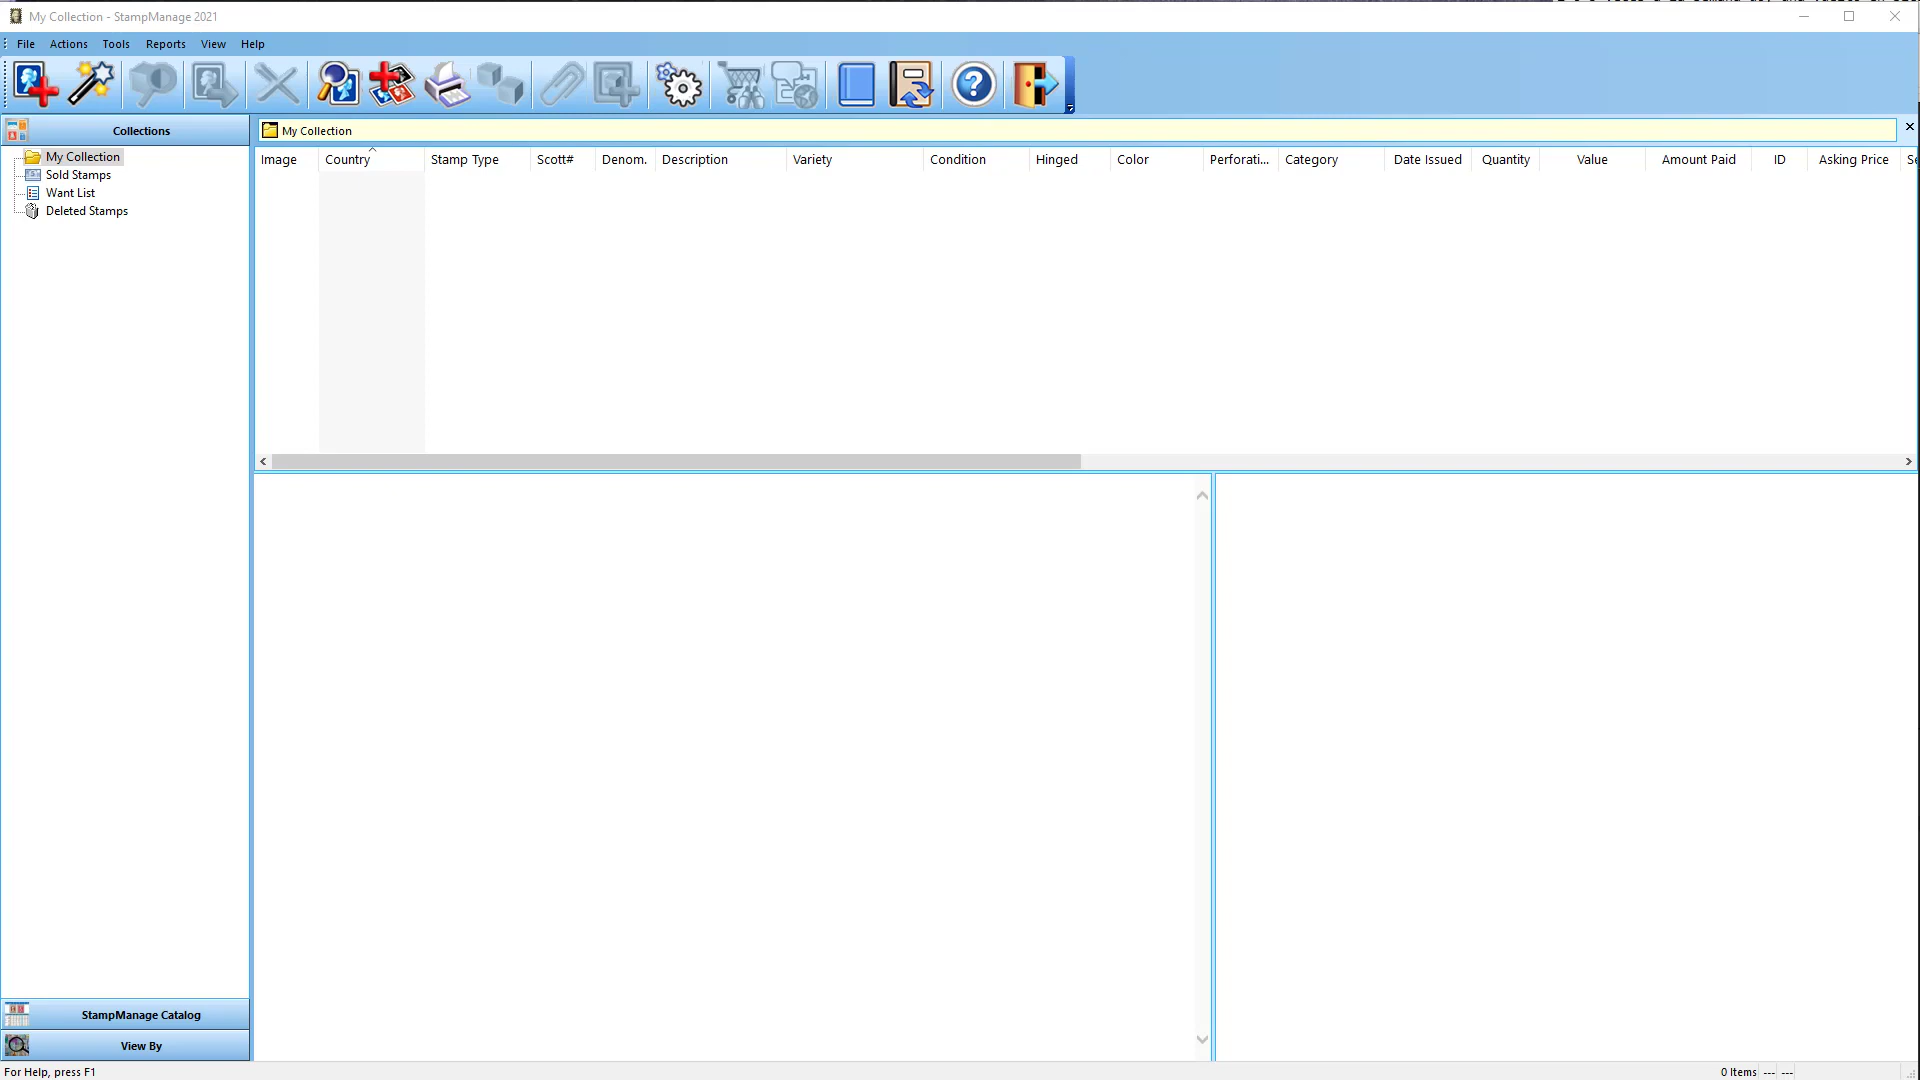 My Collection - StampManage 2021
File Actions Tools Reports View Help
Collections
My Collection
My Collection
Sold Stamps
Want List
Deleted Stamps
Image Country Stamp Type Scott# Denom. Description Variety Condition Hinged Color Perforati... Category Date Issued Quantity Value Amount Paid ID Asking Price Se
StampManage Catalog
View By
For Help, press F1
0 Items --- ---